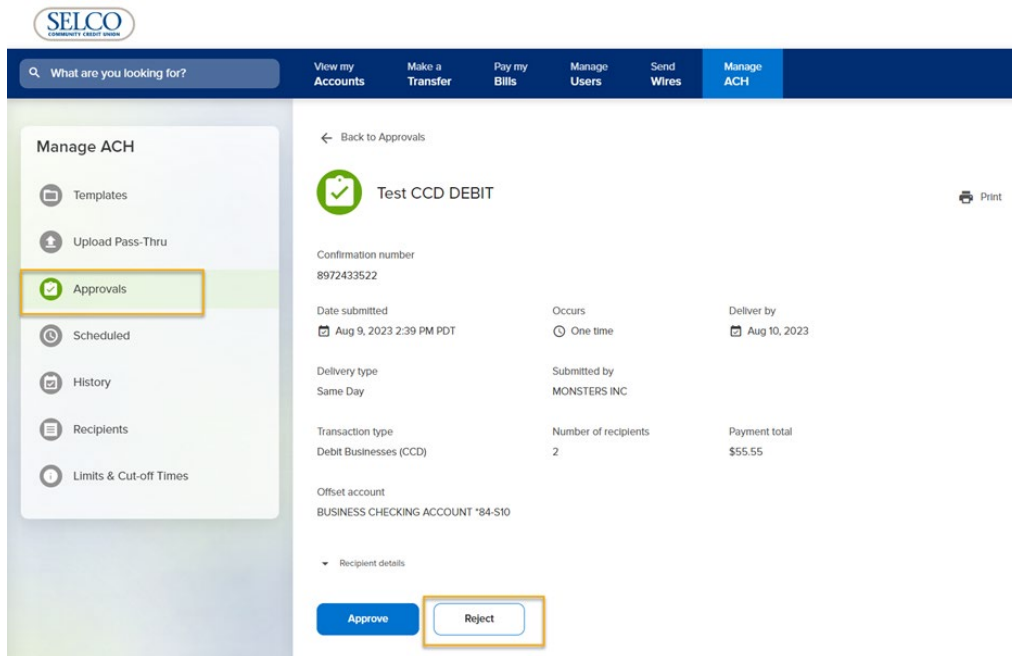 SELCO
COMMUNITY CREDIT UNION
What are you looking for?
View my Accounts
Make a Transfer
Pay my Bills
Manage Users
Send Wires
Manage ACH
Manage ACH
Templates
Upload Pass-Thru
Approvals
Scheduled
History
Recipients
Limits & Cut-off Times
Back to Approvals
Test CCD DEBIT
Print
Confirmation number
8972433522
Date submitted
Aug 9, 2023 2:39 PM PDT
Occurs
One time
Deliver by
Aug 10, 2023
Delivery type
Same Day
Submitted by
MONSTERS INC
Transaction type
Debit Businesses (CCD)
Number of recipients
2
Payment total
$55.55
Offset account
BUSINESS CHECKING ACCOUNT *84-S10
Recipient details
Approve
Reject